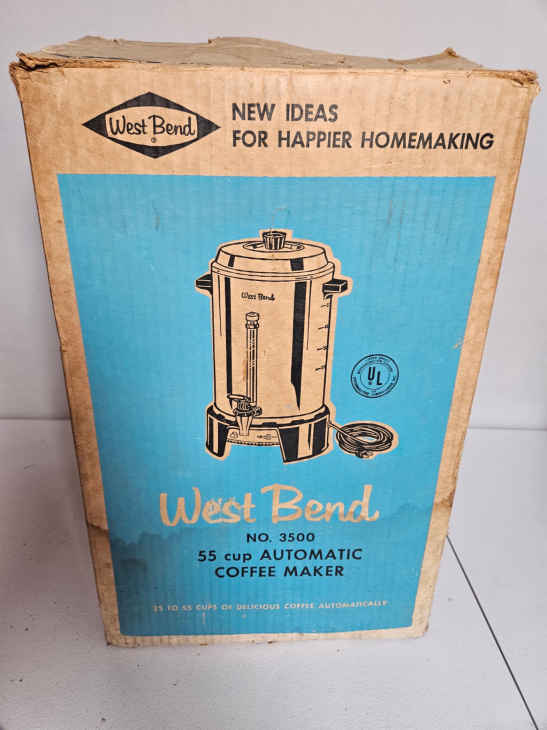 West Bend
®
NEW IDEAS
FOR HAPPIER HOMEMAKING
West Bend
UL
®
West Bend
NO. 3500
55 cup AUTOMATIC
COFFEE MAKER
25 TO 55 CUPS OF DELICIOUS COFFEE AUTOMATICALLY